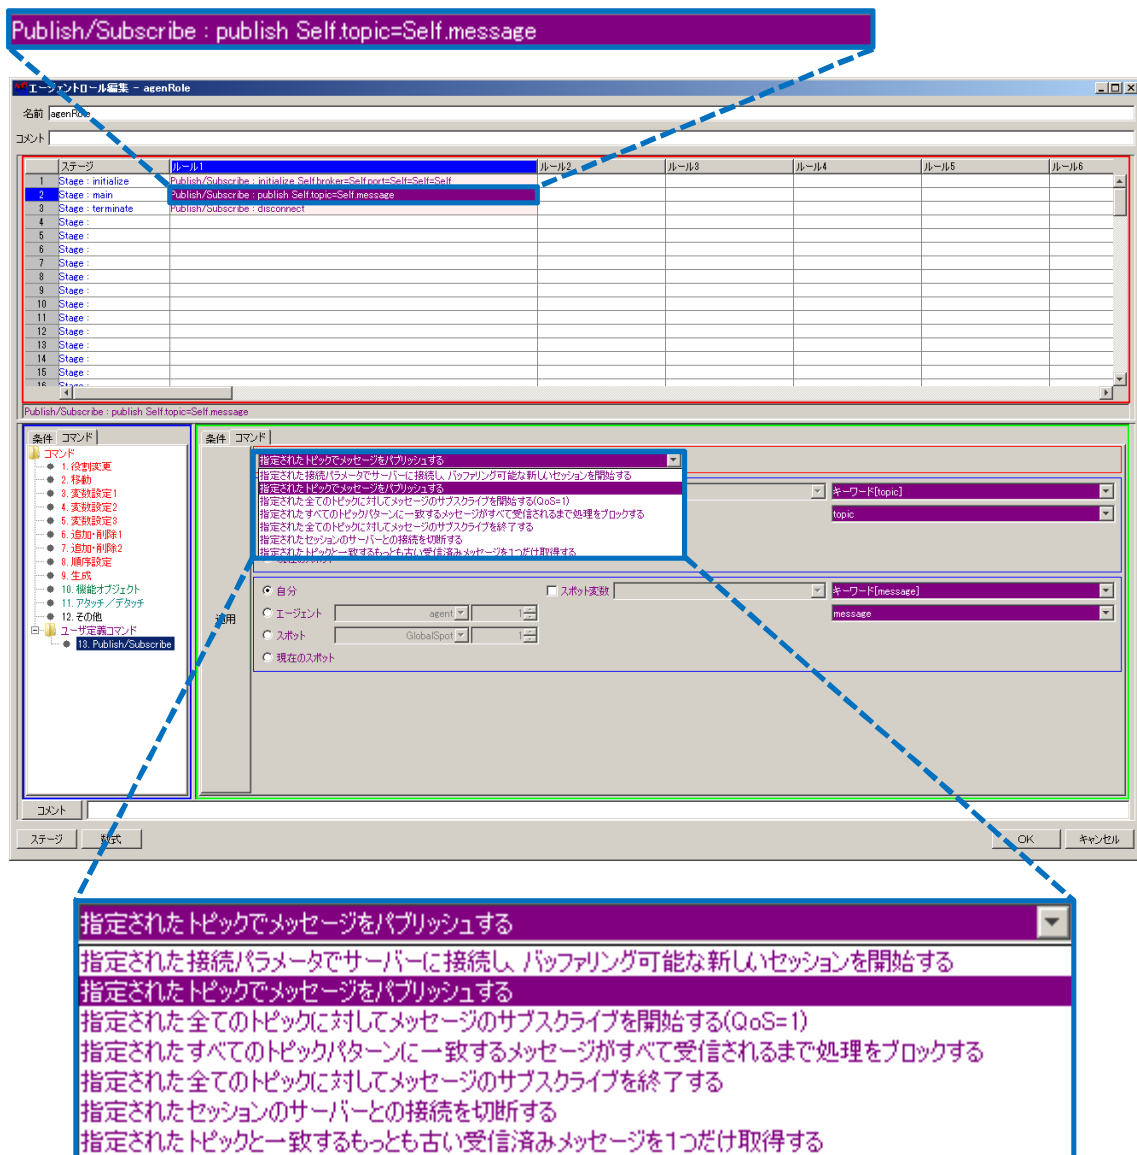 Publish/Subscribe : publish Self.topic=Self.message
エージェントロール編集 - agenRole
名前 agenRole
コメント
ステージ ルール1 ルール2 ルール3 ルール4 ルール5 ルール6
1 Stage : initialize Publish/Subscribe : initialize Self.broker=Self.port=Self=Self=Self
2 Stage : main Publish/Subscribe : publish Self.topic=Self.message
3 Stage : terminate Publish/Subscribe : disconnect
4 Stage :
5 Stage :
6 Stage :
7 Stage :
8 Stage :
9 Stage :
10 Stage :
11 Stage :
12 Stage :
13 Stage :
14 Stage :
15 Stage :
16 Stage :
Publish/Subscribe : publish Self.topic=Self.message
条件 コマンド
コマンド
1. 役割変更
2. 移動
3. 変数設定1
4. 変数設定2
5. 変数設定3
6. 追加・削除1
7. 追加・削除2
8. 順序設定
9. 生成
10. 機能オブジェクト
11. アタッチ／デタッチ
12. その他
ユーザ定義コマンド
13. Publish/Subscribe
条件 コマンド
指定されたトピックでメッセージをパブリッシュする
指定された接続パラメータでサーバーに接続し、バッファリング可能な新しいセッションを開始する
指定されたトピックでメッセージをパブリッシュする
指定された全てのトピックに対してメッセージのサブスクライブを開始する(QoS=1)
指定されたすべてのトピックパターンに一致するメッセージがすべて受信されるまで処理をブロックする
指定された全てのトピックに対してメッセージのサブスクライブを終了する
指定されたセッションのサーバーとの接続を切断する
指定されたトピックと一致するもっとも古い受信済みメッセージを1つだけ取得する
キーワード[topic]
topic
現在のスポット
適用
自分 スポット変数 キーワード[message]
エージェント agent 1 message
スポット GlobalSpot 1
現在のスポット
コメント
ステージ 数式 OK キャンセル
指定されたトピックでメッセージをパブリッシュする
指定された接続パラメータでサーバーに接続し、バッファリング可能な新しいセッションを開始する
指定されたトピックでメッセージをパブリッシュする
指定された全てのトピックに対してメッセージのサブスクライブを開始する(QoS=1)
指定されたすべてのトピックパターンに一致するメッセージがすべて受信されるまで処理をブロックする
指定された全てのトピックに対してメッセージのサブスクライブを終了する
指定されたセッションのサーバーとの接続を切断する
指定されたトピックと一致するもっとも古い受信済みメッセージを1つだけ取得する